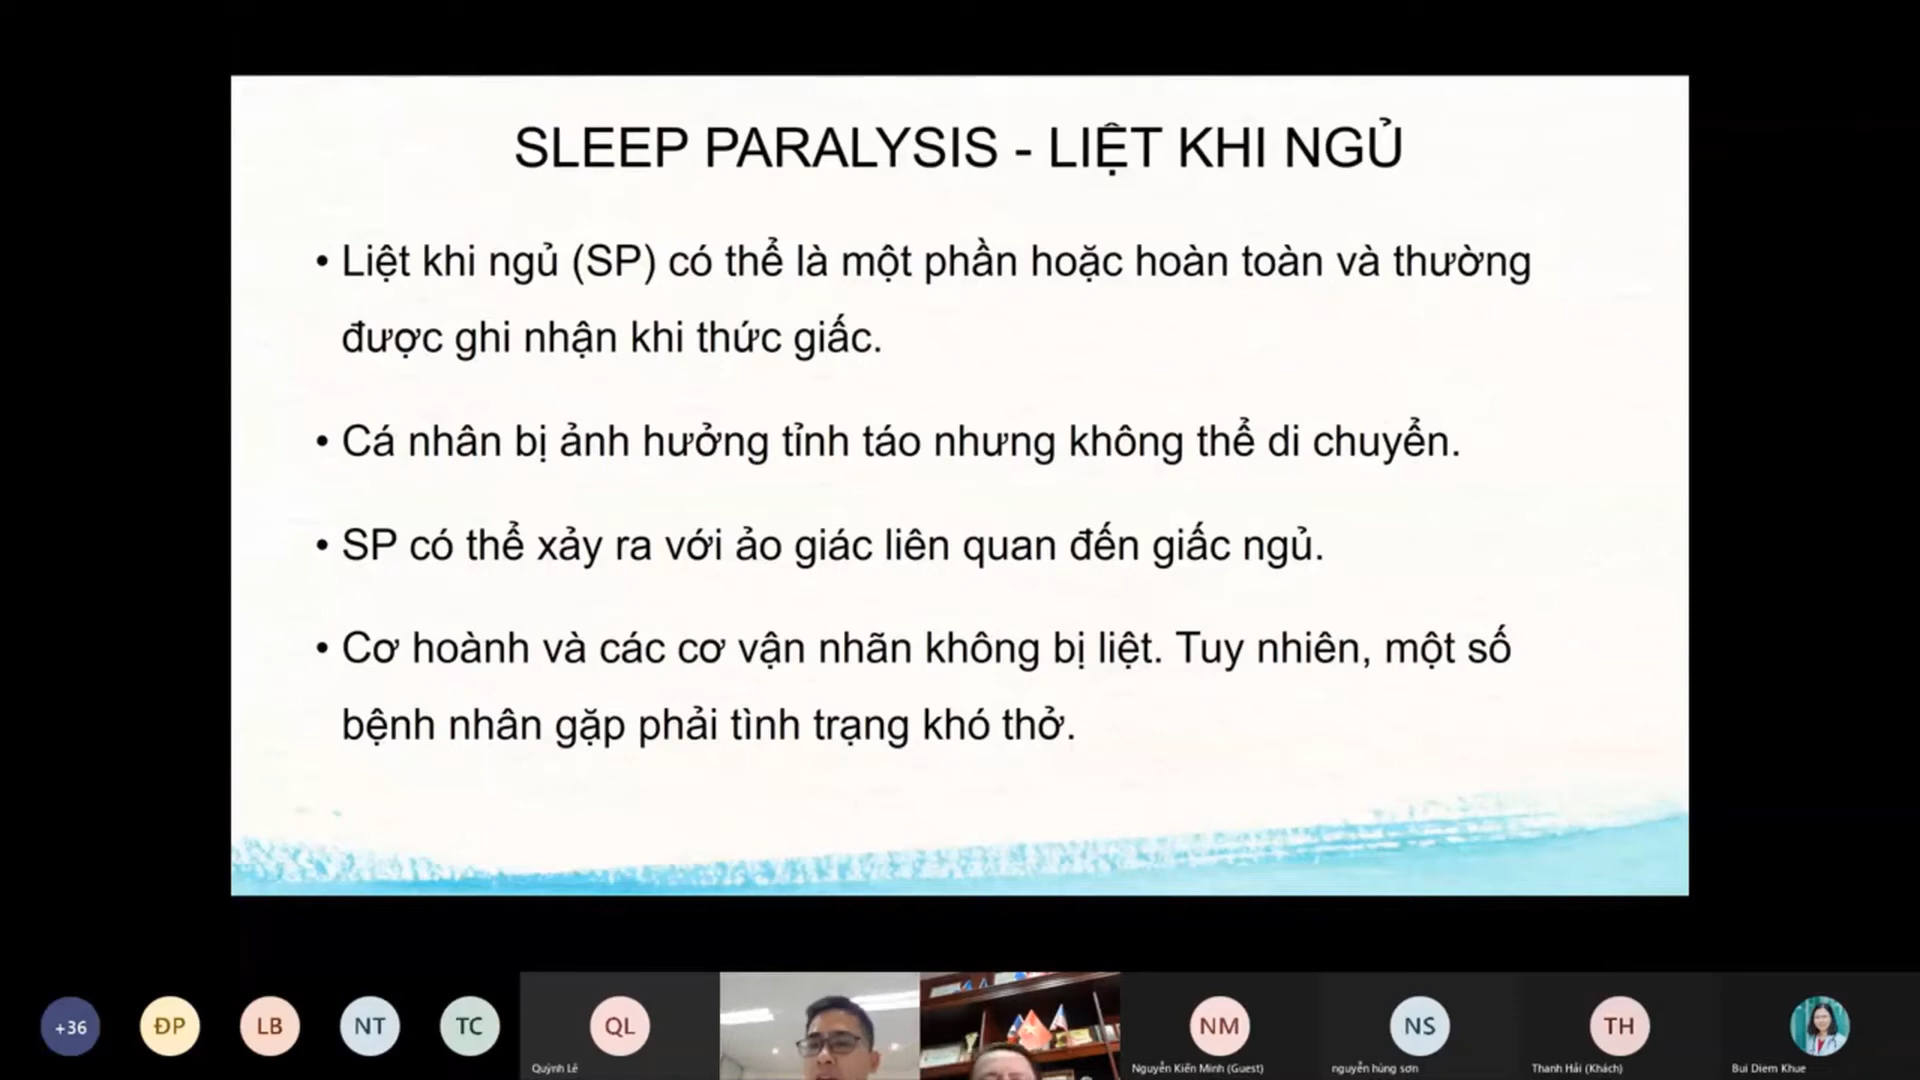 SLEEP PARALYSIS - LIỆT KHI NGỦ
• Liệt khi ngủ (SP) có thể là một phần hoặc hoàn toàn và thường
được ghi nhận khi thức giấc.
• Cá nhân bị ảnh hưởng tỉnh táo nhưng không thể di chuyển.
• SP có thể xảy ra với ảo giác liên quan đến giấc ngủ.
• Cơ hoành và các cơ vận nhãn không bị liệt. Tuy nhiên, một số
bệnh nhân gặp phải tình trạng khó thở.
+36
ĐP
LB
NT
TC
QL
NM
NS
TH
Quỳnh Lê
Nguyễn Kiến Minh (Guest)
nguyễn hùng sơn
Thanh Hải (Khách)
Bui Diem Khue